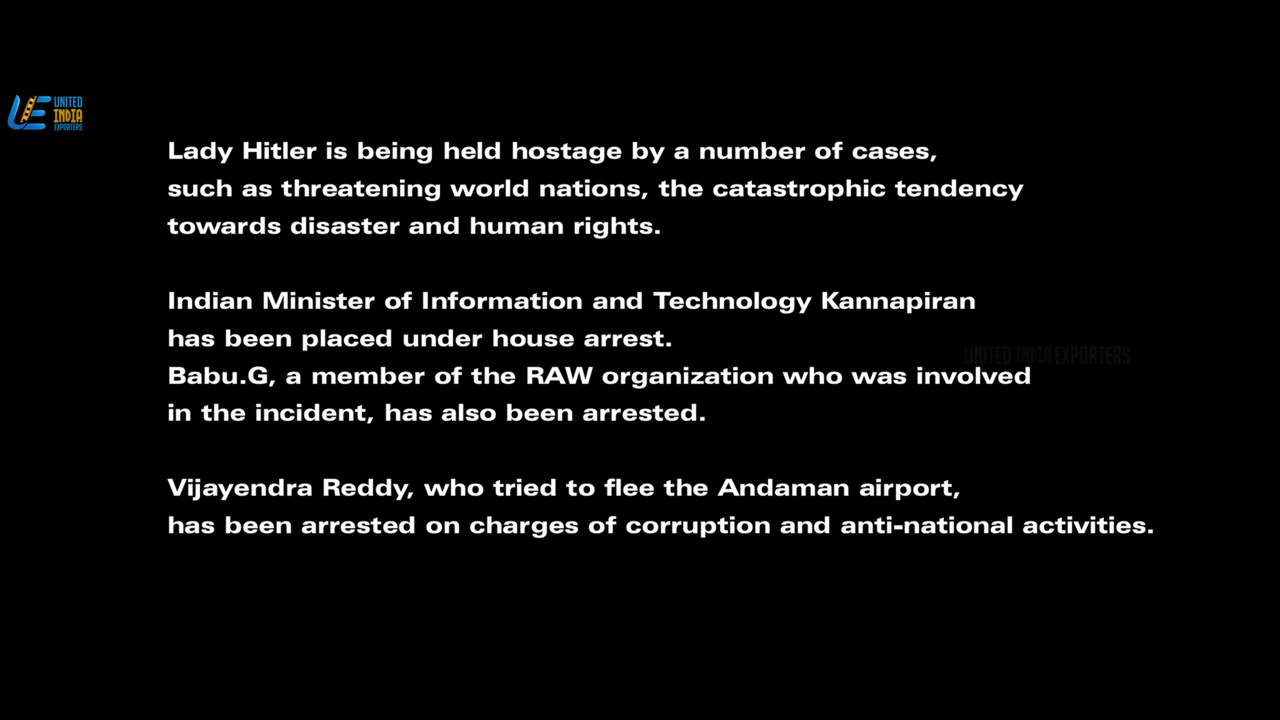 UNITED
INDIA
EXPORTERS
Lady Hitler is being held hostage by a number of cases,
such as threatening world nations, the catastrophic tendency
towards disaster and human rights.
Indian Minister of Information and Technology Kannapiran
has been placed under house arrest.
UNITED INDIA EXPORTERS
Babu.G, a member of the RAW organization who was involved
in the incident, has also been arrested.
Vijayendra Reddy, who tried to flee the Andaman airport,
has been arrested on charges of corruption and anti-national activities.